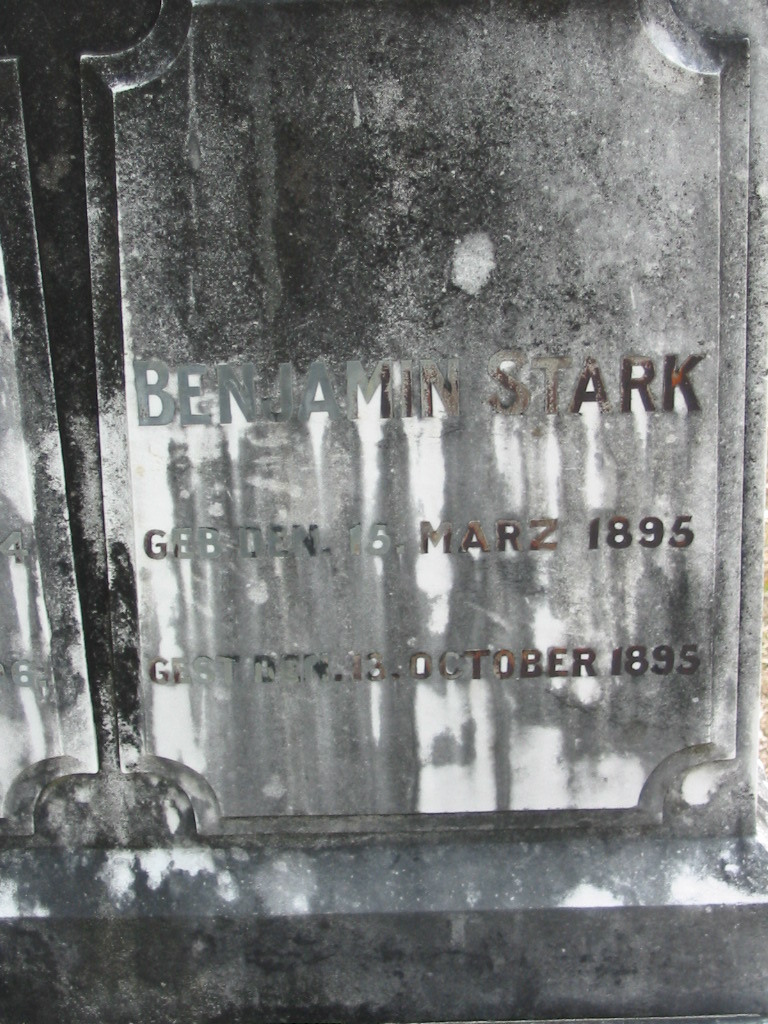 BENJAMIN STARK
GEB DEN. 15. MARZ 1895
GEST DEN. 13. OCTOBER 1895